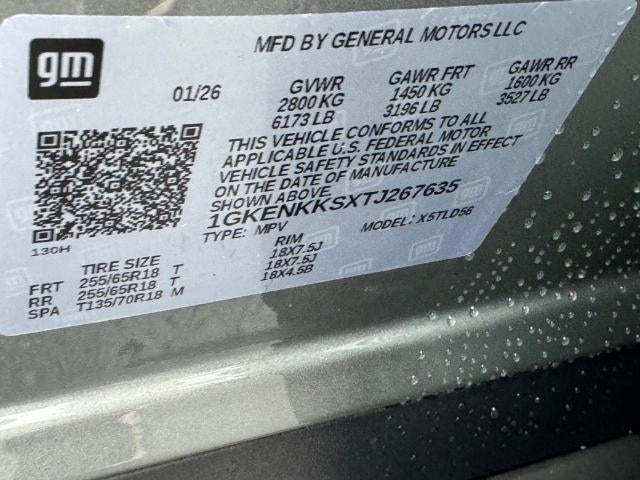 gm
MFD BY GENERAL MOTORS LLC
01/26 GVWR GAWR FRT GAWR RR
2800 KG 1450 KG 1600 KG
6173 LB 3196 LB 3527 LB
THIS VEHICLE CONFORMS TO ALL
APPLICABLE U.S. FEDERAL MOTOR
VEHICLE SAFETY STANDARDS IN EFFECT
ON THE DATE OF MANUFACTURE
SHOWN ABOVE.
1GKENKKSXTJ267635
TYPE: MPV MODEL: X5TLD56
130H
TIRE SIZE RIM
FRT 255/65R18 T 18X7.5J
RR 255/65R18 T 18X7.5J
SPA T135/70R18 M 18X4.5B